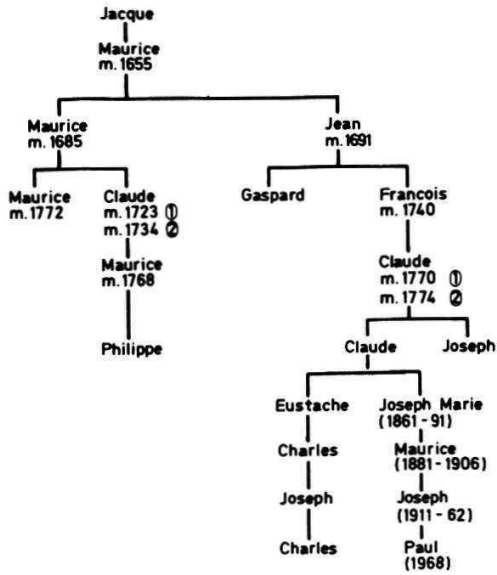 Jacque
Maurice
m.1655
Maurice
m.1685
Jean
m.1691
Maurice
m.1772
Claude
m.1723 ①
m.1734 ②
Gaspard
Francois
m.1740
Maurice
m.1768
Claude
m.1770 ①
m.1774 ②
Philippe
Claude
Joseph
Eustache
Joseph Marie
(1861-91)
Charles
Maurice
(1881-1906)
Joseph
Joseph
(1911-62)
Charles
Paul
(1968)